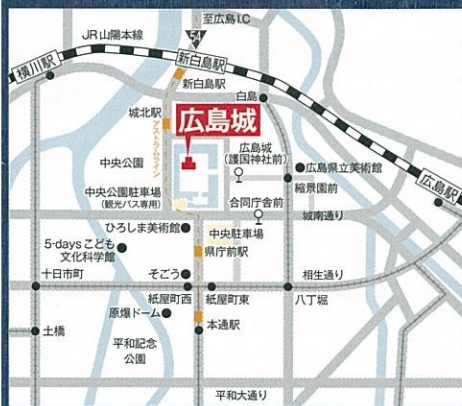 至広島I.C
JR山陽本線
54
新白島駅
横川駅
新白島駅
白島
城北駅
広島城
アストラムライン
広島城
(護国神社前)
広島県立美術館
中央公園
縮景園前
広島駅
中央公園駐車場
(観光バス専用)
合同庁舎前
城南通り
ひろしま美術館
中央駐車場
5-daysこども
文化科学館
県庁前駅
そごう
相生通り
十日市町
紙屋町西
紙屋町東
八丁堀
原爆ドーム
土橋
本通駅
平和記念
公園
平和大通り